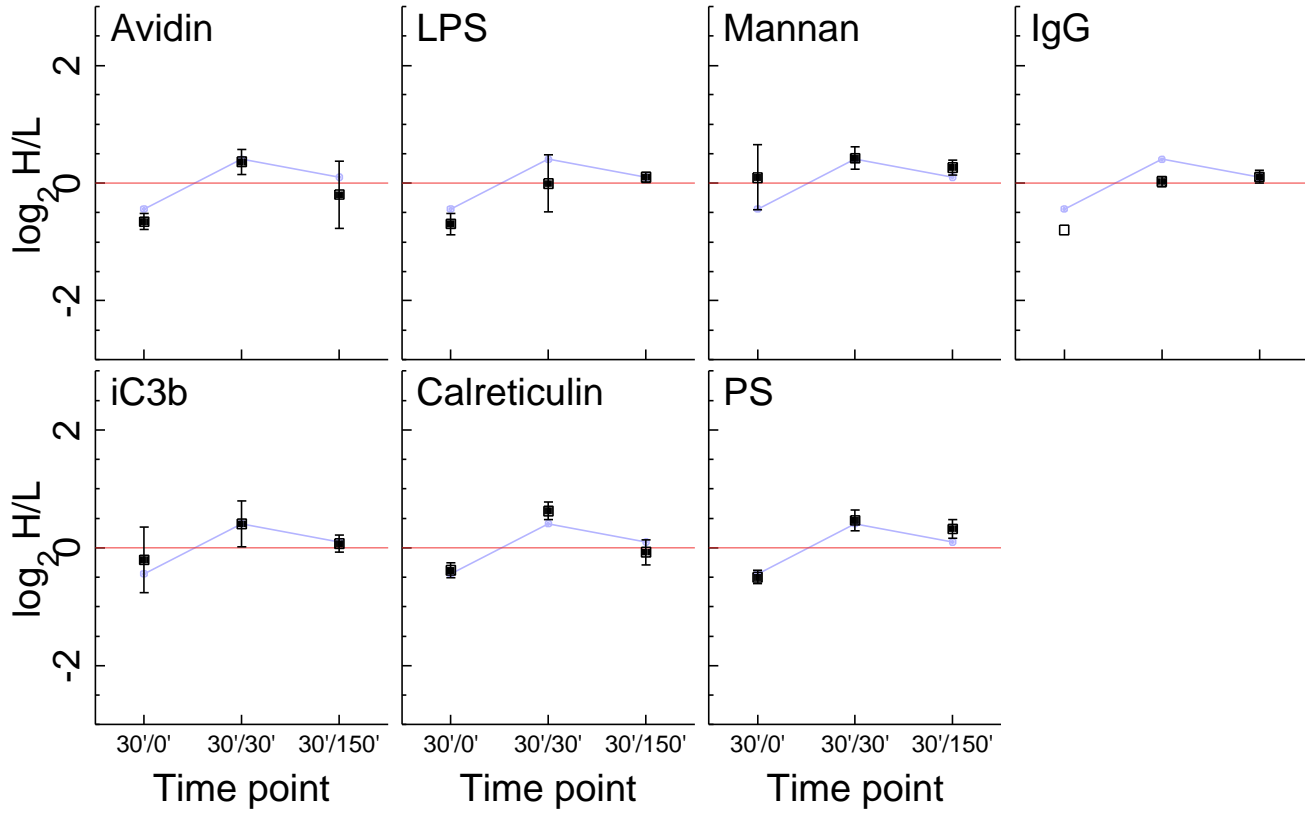 Avidin
LPS
Mannan
IgG
log2 H/L
2
0
-2
iC3b
Calreticulin
PS
log2 H/L
2
0
-2
30'/0' 30'/30' 30'/150'
30'/0' 30'/30' 30'/150'
30'/0' 30'/30' 30'/150'
Time point
Time point
Time point